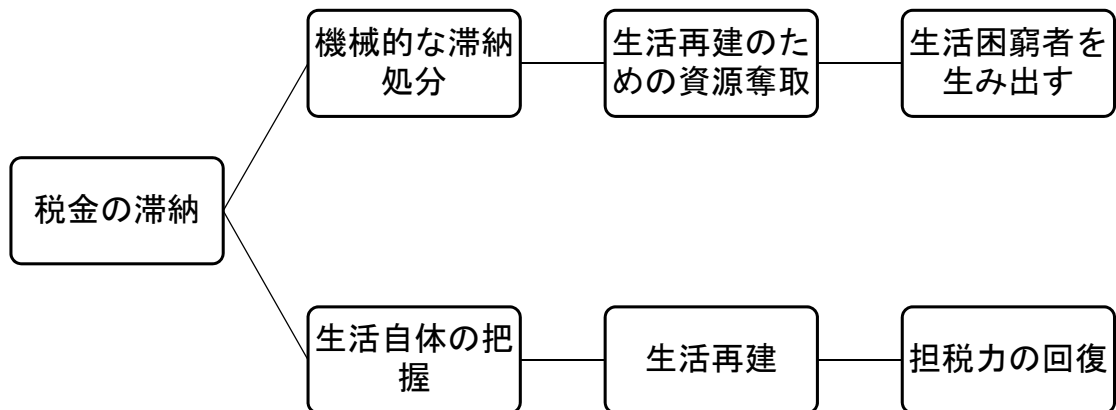 機械的な滞納
処分
生活再建のた
めの資源奪取
生活困窮者を
生み出す
税金の滞納
生活自体の把
握
生活再建
担税力の回復